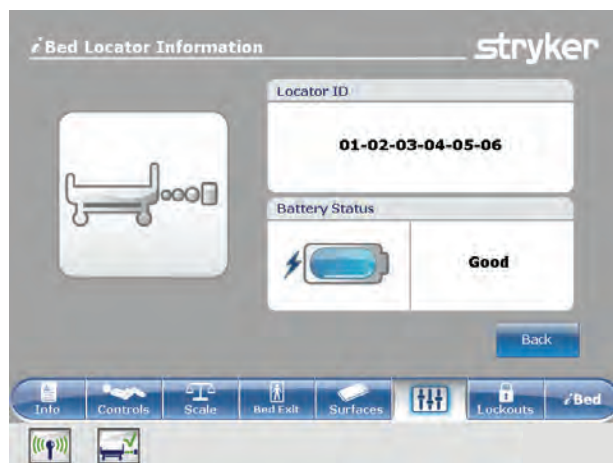 iBed Locator Information
stryker
Locator ID
01-02-03-04-05-06
Battery Status
Good
Back
Info
Controls
Scale
Bed Exit
Surfaces
Lockouts
iBed